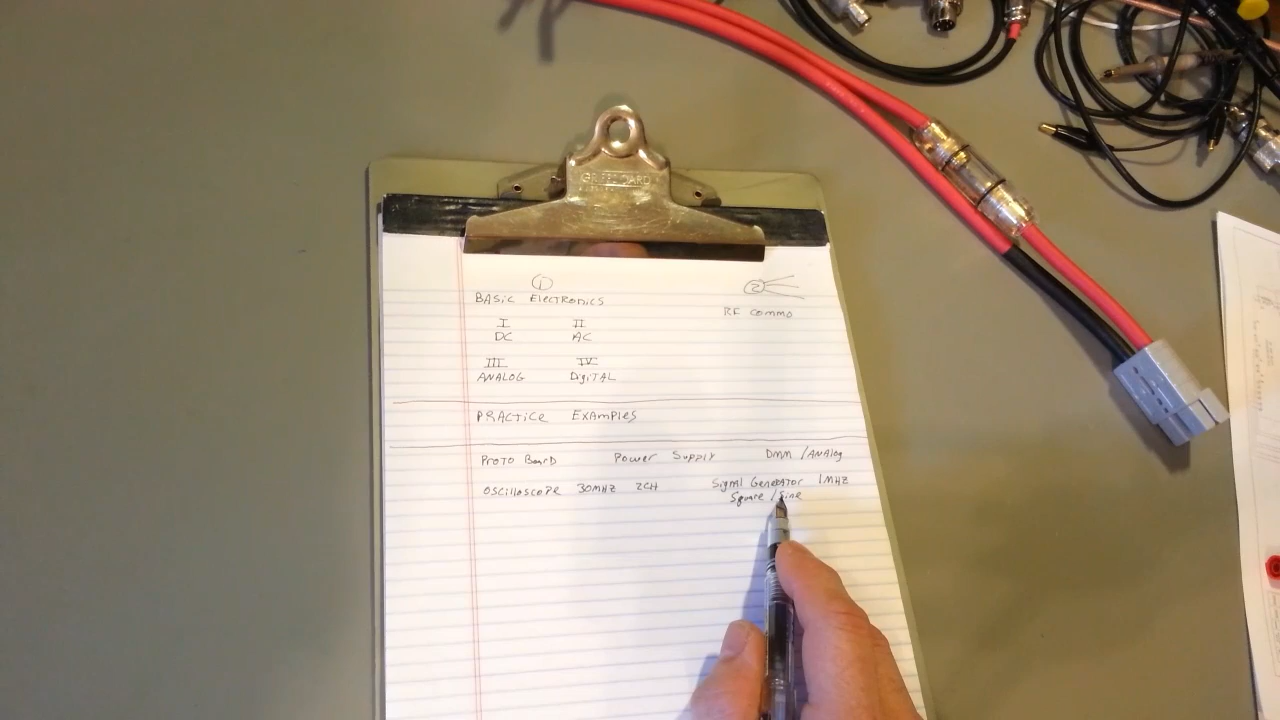 ①
②
BASIC ELECTRONICS
RF COMMO
I II
DC AC
III IV
ANALOG DIGITAL
PRACTICE EXAMPLES
PROTO BOARD POWER SUPPLY DMM / ANALOG
OSCILLOSCOPE 30MHZ 2CH Signal Generator 1MHZ
Square / Sine